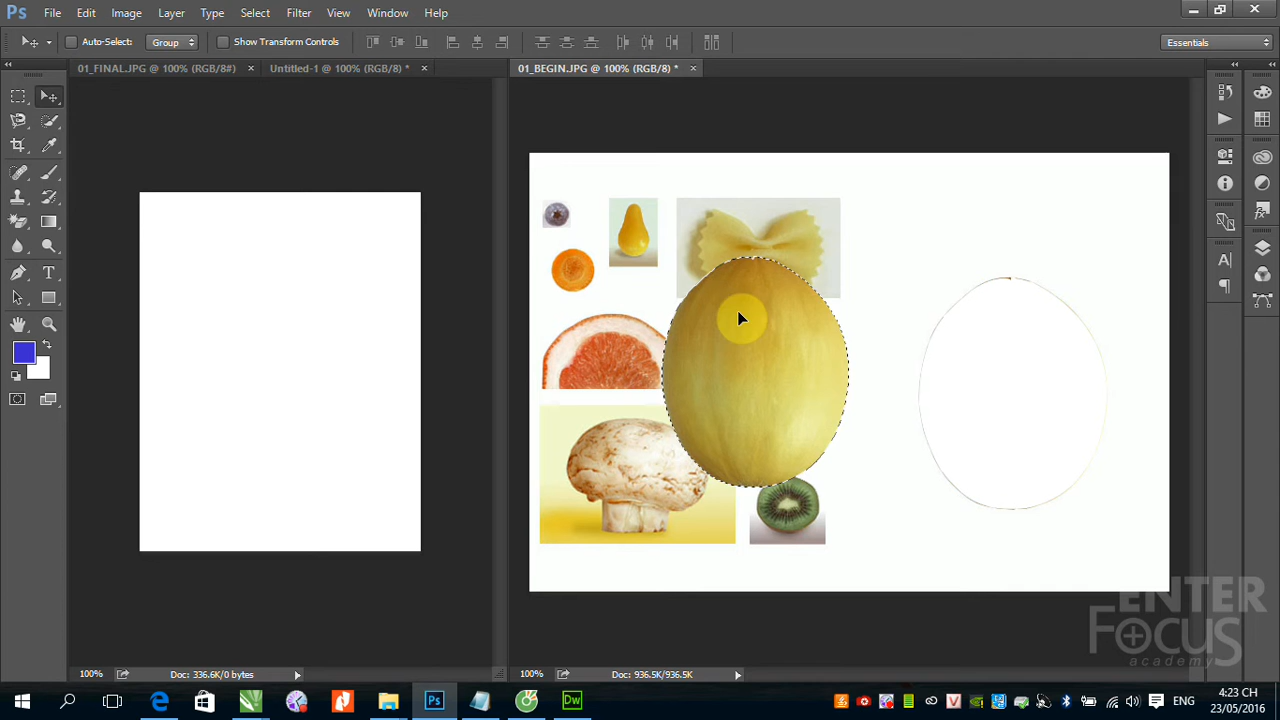 Ps File Edit Image Layer Type Select Filter View Window Help
Auto-Select: Group Show Transform Controls Essentials
01_FINAL.JPG @ 100% (RGB/8#) × Untitled-1 @ 100% (RGB/8) * × 01_BEGIN.JPG @ 100% (RGB/8) * ×
ENTER
FOCUS
academy
100% Doc: 336.6K/0 bytes 100% Doc: 936.5K/936.5K
Ps Dw V ENG 4:23 CH
23/05/2016